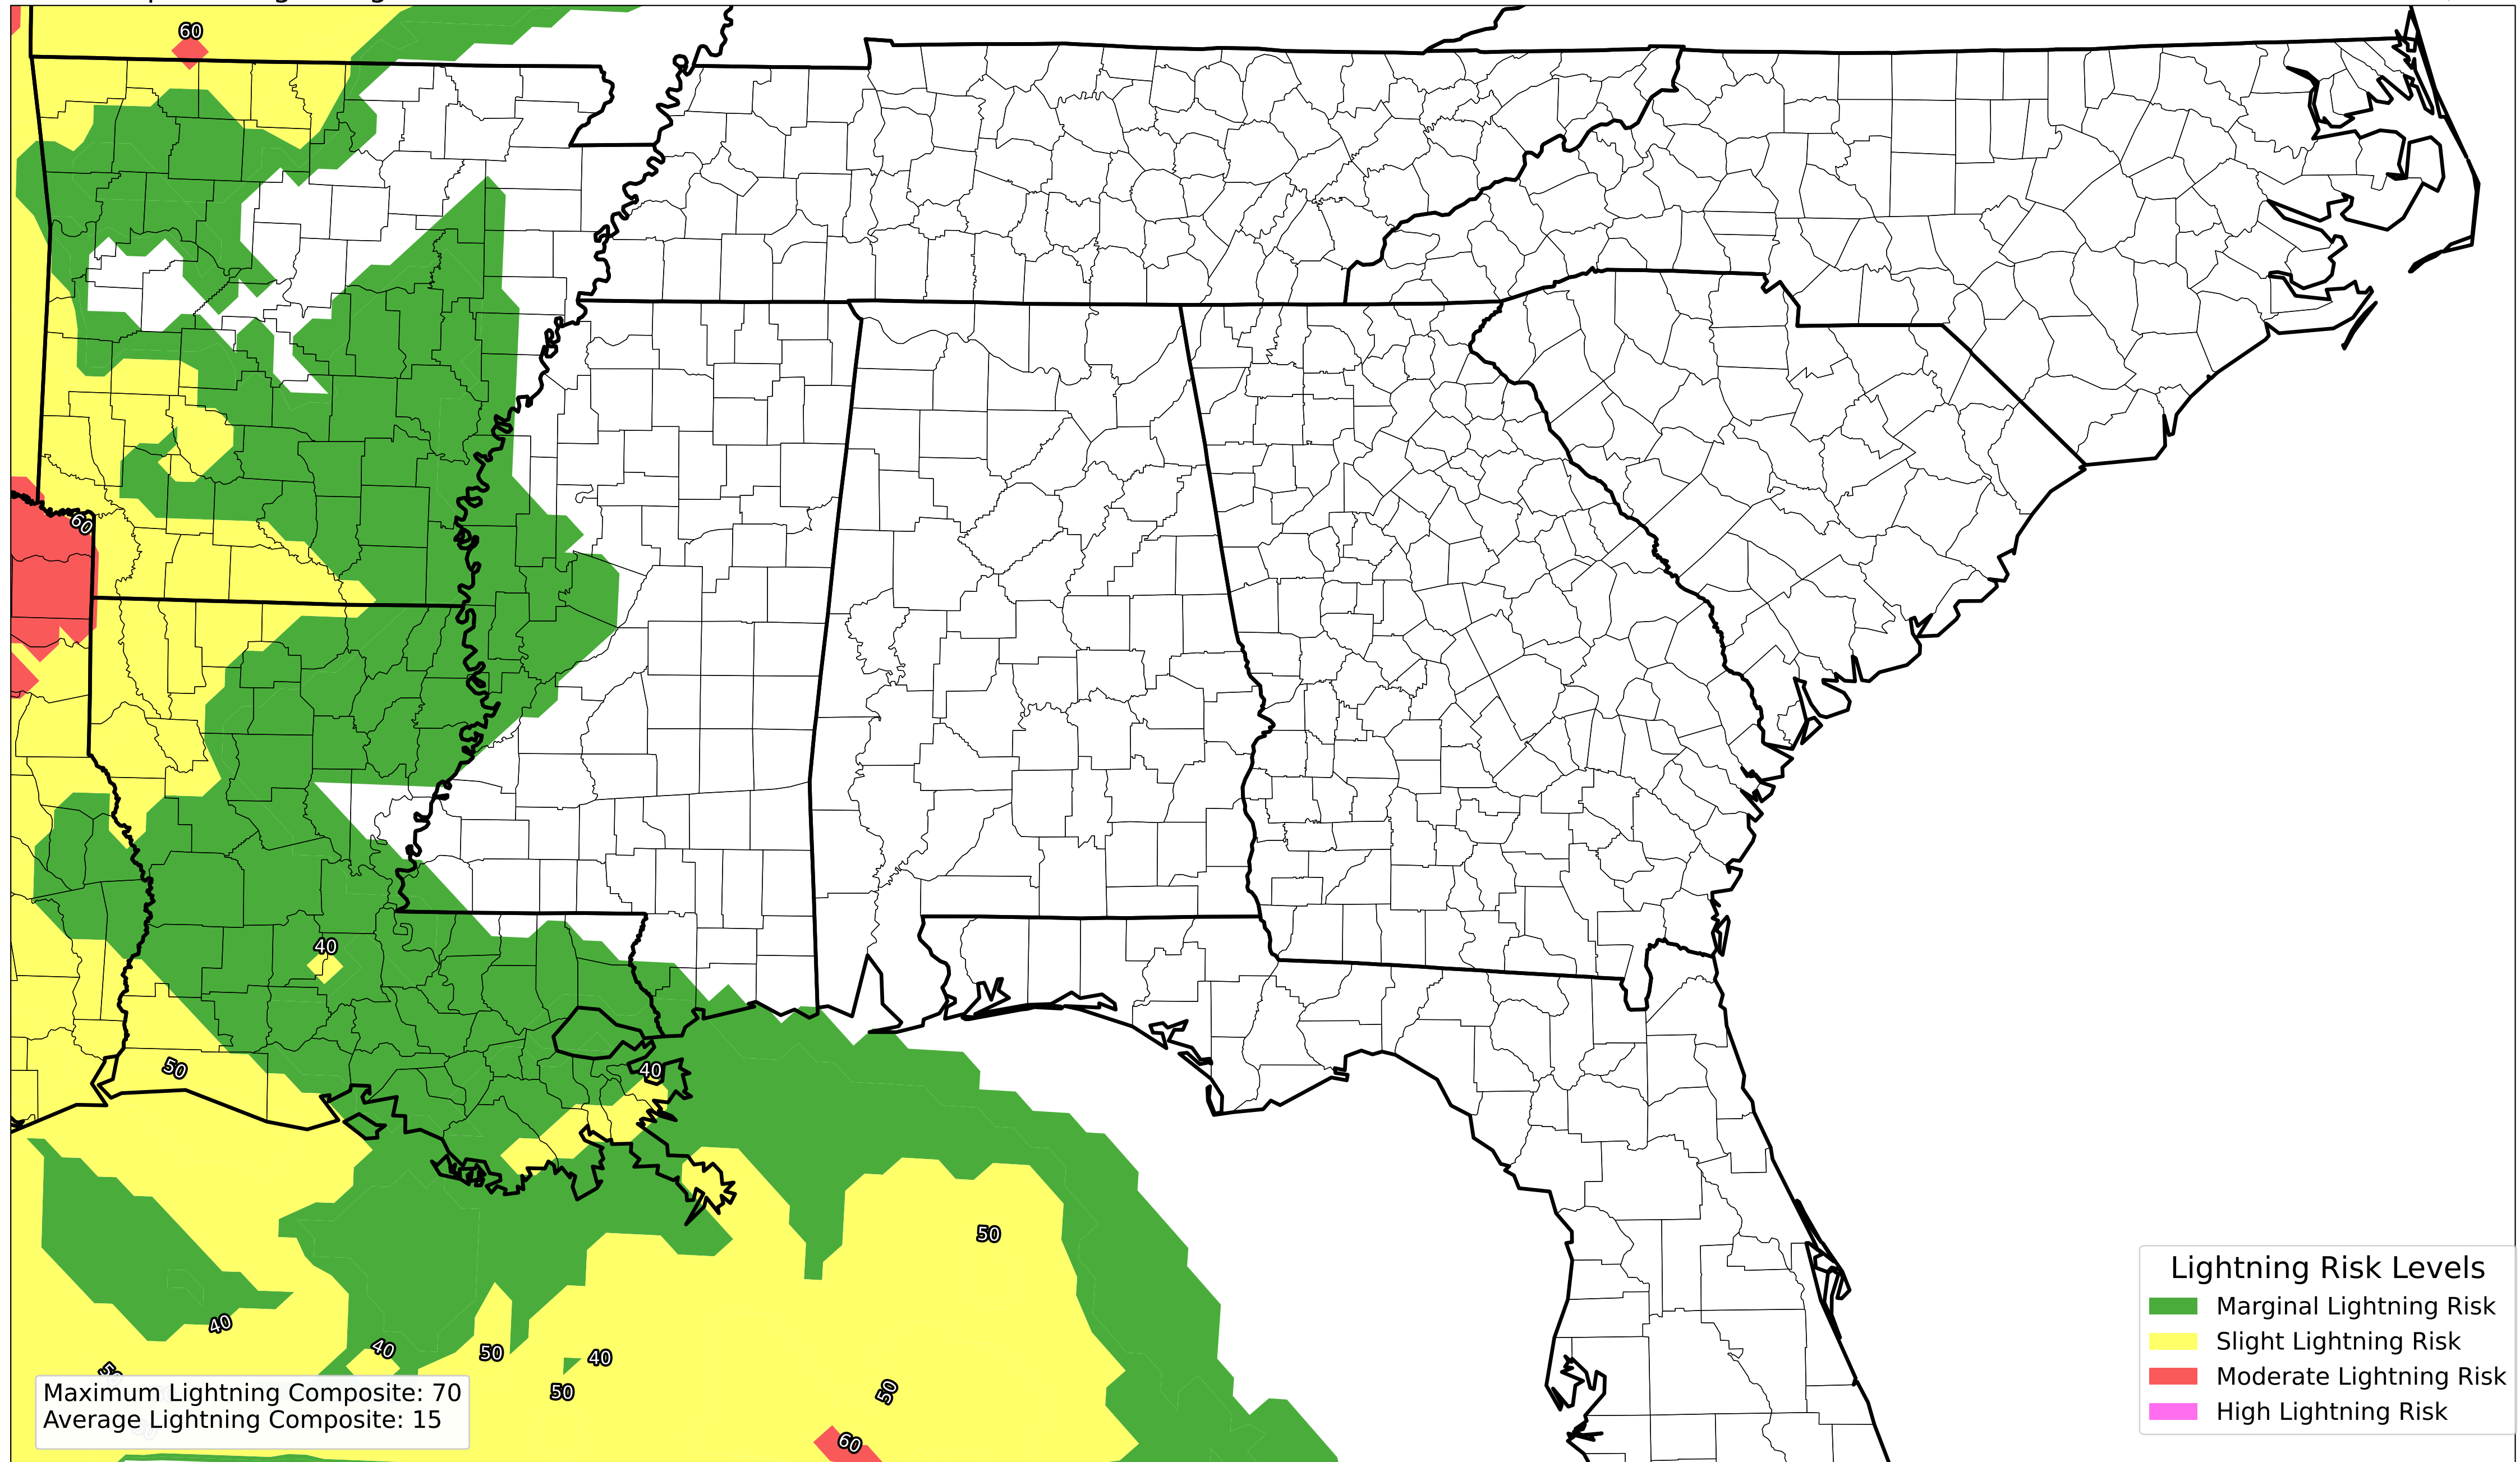 60
60
40
50
40
50
40
40
50
40
50
50
60
Maximum Lightning Composite: 70
Average Lightning Composite: 15
Lightning Risk Levels
Marginal Lightning Risk
Slight Lightning Risk
Moderate Lightning Risk
High Lightning Risk